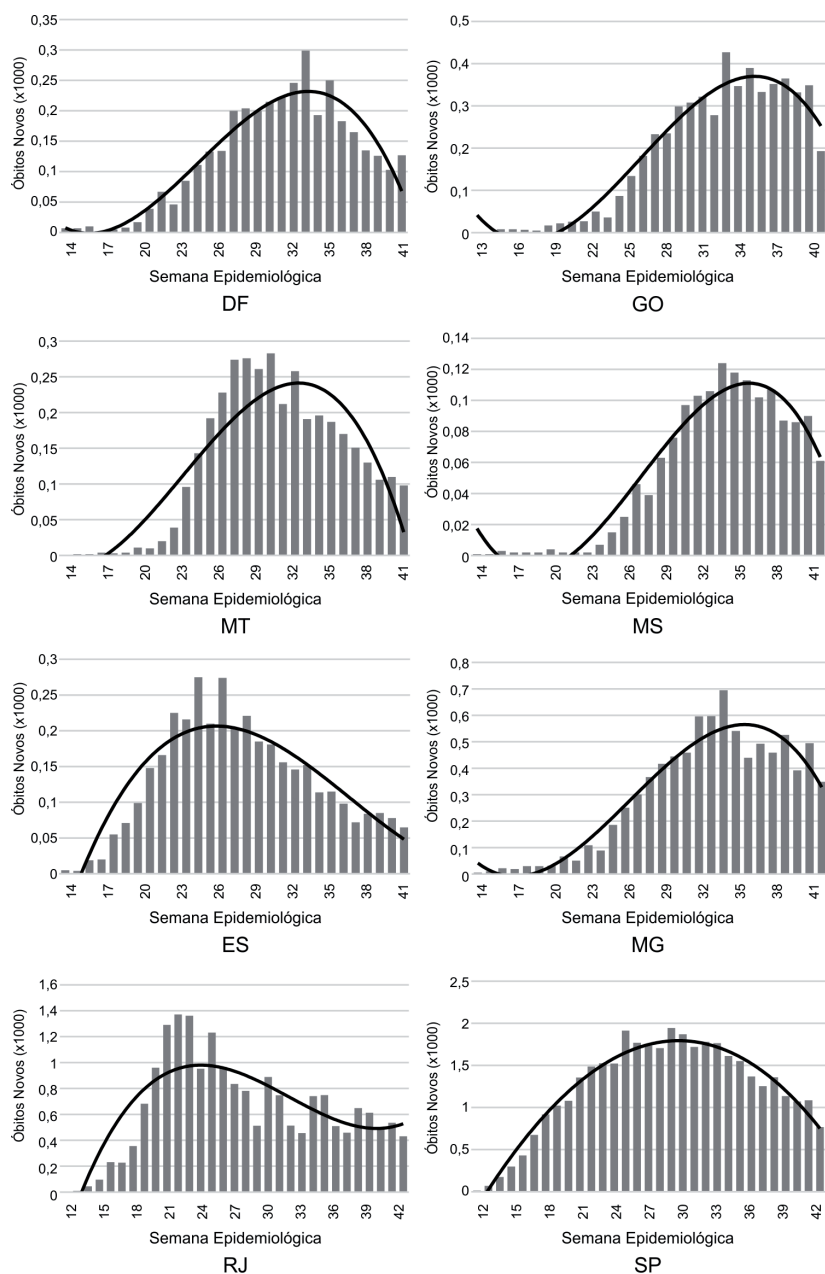 Óbitos Novos (x1000)
0,35
0,3
0,25
0,2
0,15
0,1
0,05
0
14 17 20 23 26 29 32 35 38 41
Semana Epidemiológica
DF
Óbitos Novos (x1000)
0,5
0,4
0,3
0,2
0,1
0
13 16 19 22 25 28 31 34 37 40
Semana Epidemiológica
GO
Óbitos Novos (x1000)
0,3
0,25
0,2
0,15
0,1
0,05
0
14 17 20 23 26 29 32 35 38 41
Semana Epidemiológica
MT
Óbitos Novos (x1000)
0,14
0,12
0,1
0,08
0,06
0,04
0,02
0
14 17 20 23 26 29 32 35 38 41
Semana Epidemiológica
MS
Óbitos Novos (x1000)
0,3
0,25
0,2
0,15
0,1
0,05
0
14 17 20 23 26 29 32 35 38 41
Semana Epidemiológica
ES
Óbitos Novos (x1000)
0,8
0,7
0,6
0,5
0,4
0,3
0,2
0,1
0
14 17 20 23 26 29 32 35 38 41
Semana Epidemiológica
MG
Óbitos Novos (x1000)
1,6
1,4
1,2
1
0,8
0,6
0,4
0,2
0
12 15 18 21 24 27 30 33 36 39 42
Semana Epidemiológica
RJ
Óbitos Novos (x1000)
2,5
2
1,5
1
0,5
0
12 15 18 21 24 27 30 33 36 39 42
Semana Epidemiológica
SP